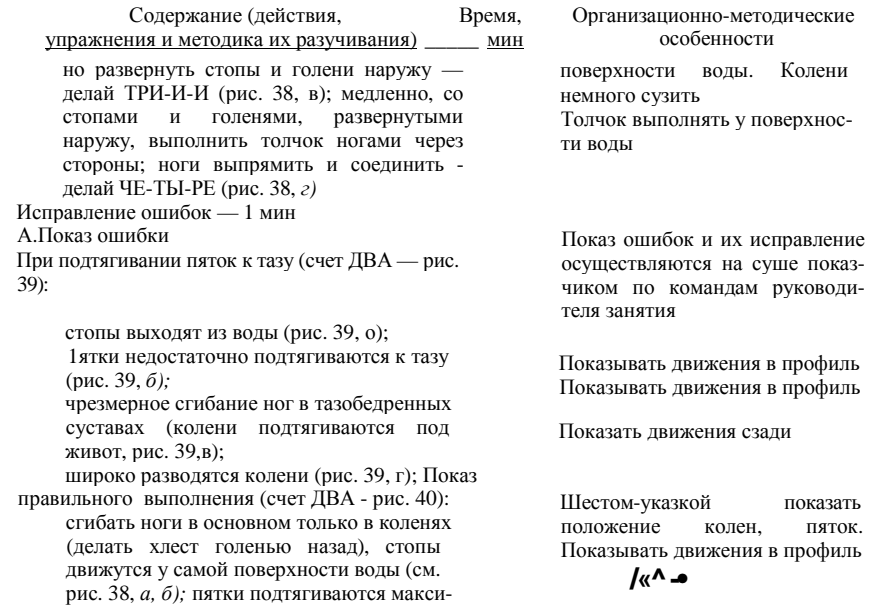 Содержание (действия, Время,
упражнения и методика их разучивания) _____ мин
но развернуть стопы и голени наружу —
делай ТРИ-И-И (рис. 38, в); медленно, со
стопами и голенями, развернутыми
наружу, выполнить толчок ногами через
стороны; ноги выпрямить и соединить -
делай ЧЕ-ТЫ-РЕ (рис. 38, г)
Исправление ошибок — 1 мин
А.Показ ошибки
При подтягивании пяток к тазу (счет ДВА — рис.
39):
стопы выходят из воды (рис. 39, о);
1ятки недостаточно подтягиваются к тазу
(рис. 39, б);
чрезмерное сгибание ног в тазобедренных
суставах (колени подтягиваются под
живот, рис. 39,в);
широко разводятся колени (рис. 39, г); Показ
правильного выполнения (счет ДВА - рис. 40):
сгибать ноги в основном только в коленях
(делать хлест голенью назад), стопы
движутся у самой поверхности воды (см.
рис. 38, а, б); пятки подтягиваются макси-
Организационно-методические
особенности
поверхности воды. Колени
немного сузить
Толчок выполнять у поверхнос-
ти воды
Показ ошибок и их исправление
осуществляются на суше показ-
чиком по командам руководи-
теля занятия
Показывать движения в профиль
Показывать движения в профиль
Показать движения сзади
Шестом-указкой показать
положение колен, пяток.
Показывать движения в профиль